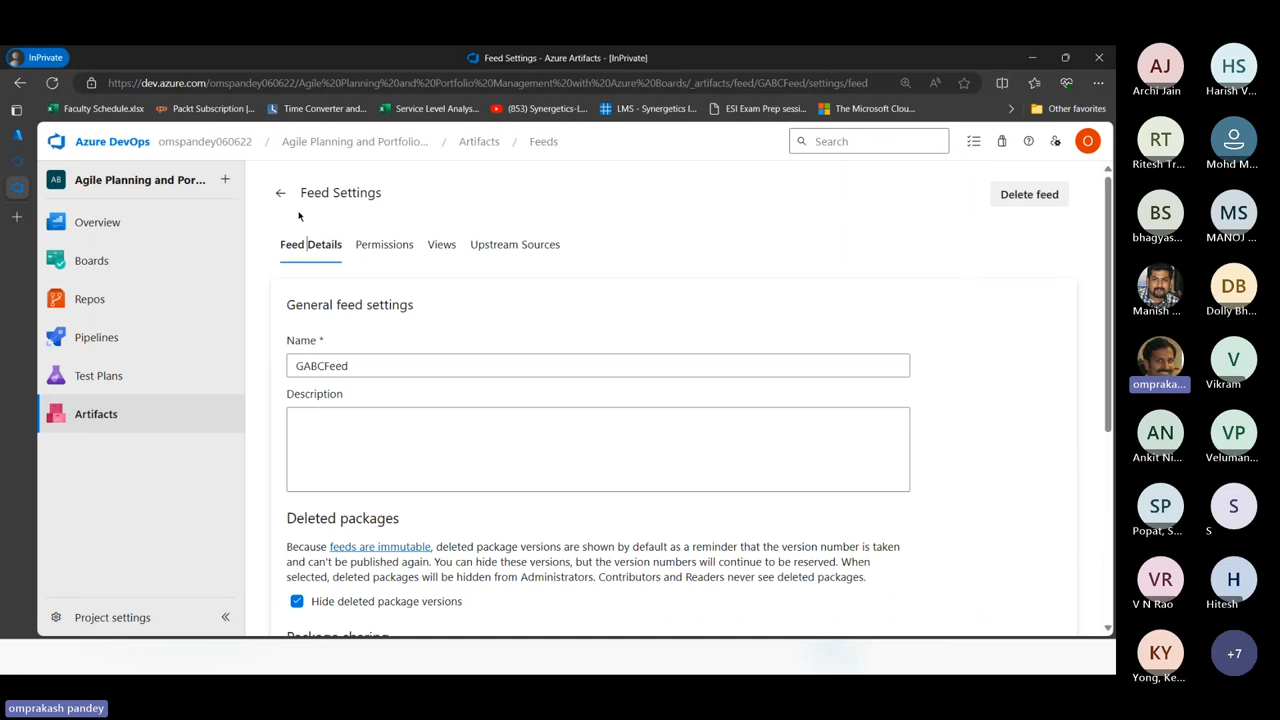 InPrivate
Feed Settings - Azure Artifacts - [InPrivate]
https://dev.azure.com/omspandey060622/Agile%20Planning%20and%20Portfolio%20Management%20with%20Azure%20Boards/_artifacts/feed/GABCFeed/settings/feed
Faculty Schedule.xlsx
Packt Subscription |...
Time Converter and...
Service Level Analys...
(853) Synergetics-L...
LMS - Synergetics I...
ESI Exam Prep sessi...
The Microsoft Clou...
Other favorites
Azure DevOps
omspandey060622 / Agile Planning and Portfolio... / Artifacts / Feeds
Search
O
AB
Agile Planning and Por...
Overview
Boards
Repos
Pipelines
Test Plans
Artifacts
Project settings
Feed Settings
Delete feed
Feed Details
Permissions
Views
Upstream Sources
General feed settings
Name *
GABCFeed
Description
Deleted packages
Because feeds are immutable, deleted package versions are shown by default as a reminder that the version number is taken
and can't be published again. You can hide these versions, but the version numbers will continue to be reserved. When
selected, deleted packages will be hidden from Administrators. Contributors and Readers never see deleted packages.
Hide deleted package versions
Package sharing
AJ
Archi Jain
HS
Harish V...
RT
Ritesh Tr...
Mohd M...
BS
bhagyas...
MS
MANOJ ...
Manish ...
DB
Dolly Bh...
ompraka...
V
Vikram
AN
Ankit Ni...
VP
Veluman...
SP
Popat, S...
S
S
VR
V N Rao
H
Hitesh
KY
Yong, Ke...
+7
omprakash pandey